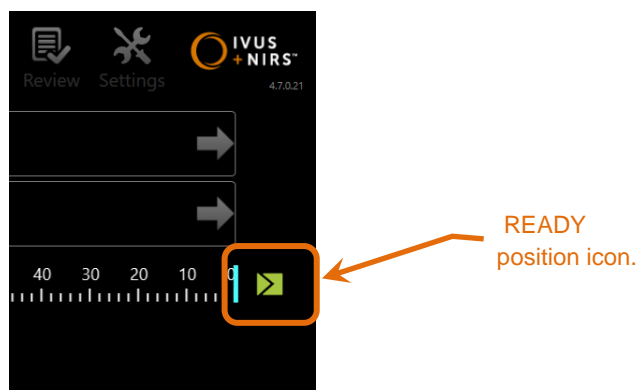 IVUS
+NIRS™
Review Settings
4.7.0.21
READY
position icon.
40 30 20 10 0